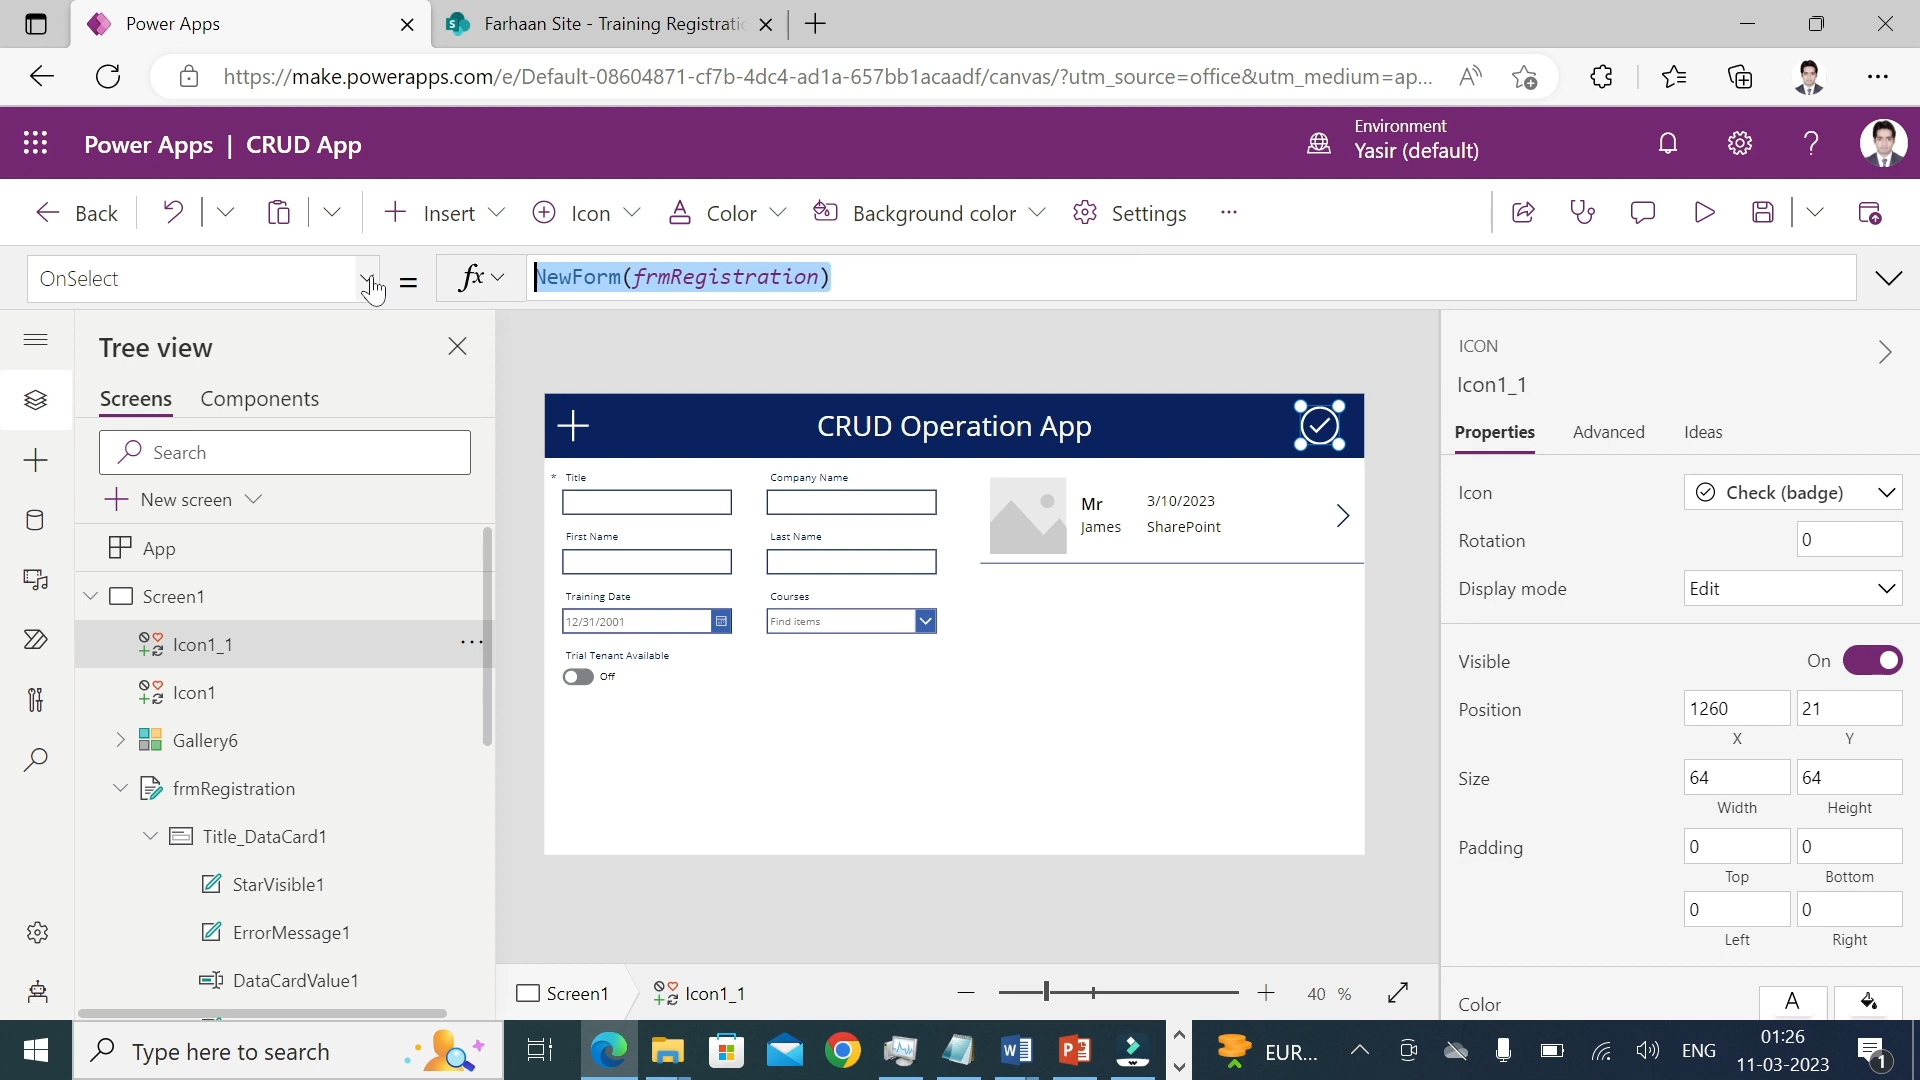 Power Apps
Farhaan Site - Training Registratic
https://make.powerapps.com/e/Default-08604871-cf7b-4dc4-ad1a-657bb1acaadf/canvas/?utm_source=office&utm_medium=ap...
Power Apps | CRUD App
Environment
Yasir (default)
Back
Insert
Icon
Color
Background color
Settings
OnSelect
=
fx
NewForm(frmRegistration)
Tree view
Screens
Components
Search
New screen
App
Screen1
Icon1_1
Icon1
Gallery6
frmRegistration
Title_DataCard1
StarVisible1
ErrorMessage1
DataCardValue1
CRUD Operation App
* Title
Company Name
First Name
Last Name
Training Date
12/31/2001
Courses
Find items
Trial Tenant Available
Off
Mr
James
3/10/2023
SharePoint
Screen1
Icon1_1
40 %
ICON
Icon1_1
Properties
Advanced
Ideas
Icon
Check (badge)
Rotation
0
Display mode
Edit
Visible
On
Position
1260
21
X
Y
Size
64
64
Width
Height
Padding
0
0
Top
Bottom
0
0
Left
Right
Color
A
Type here to search
EUR...
ENG
01:26
11-03-2023
1